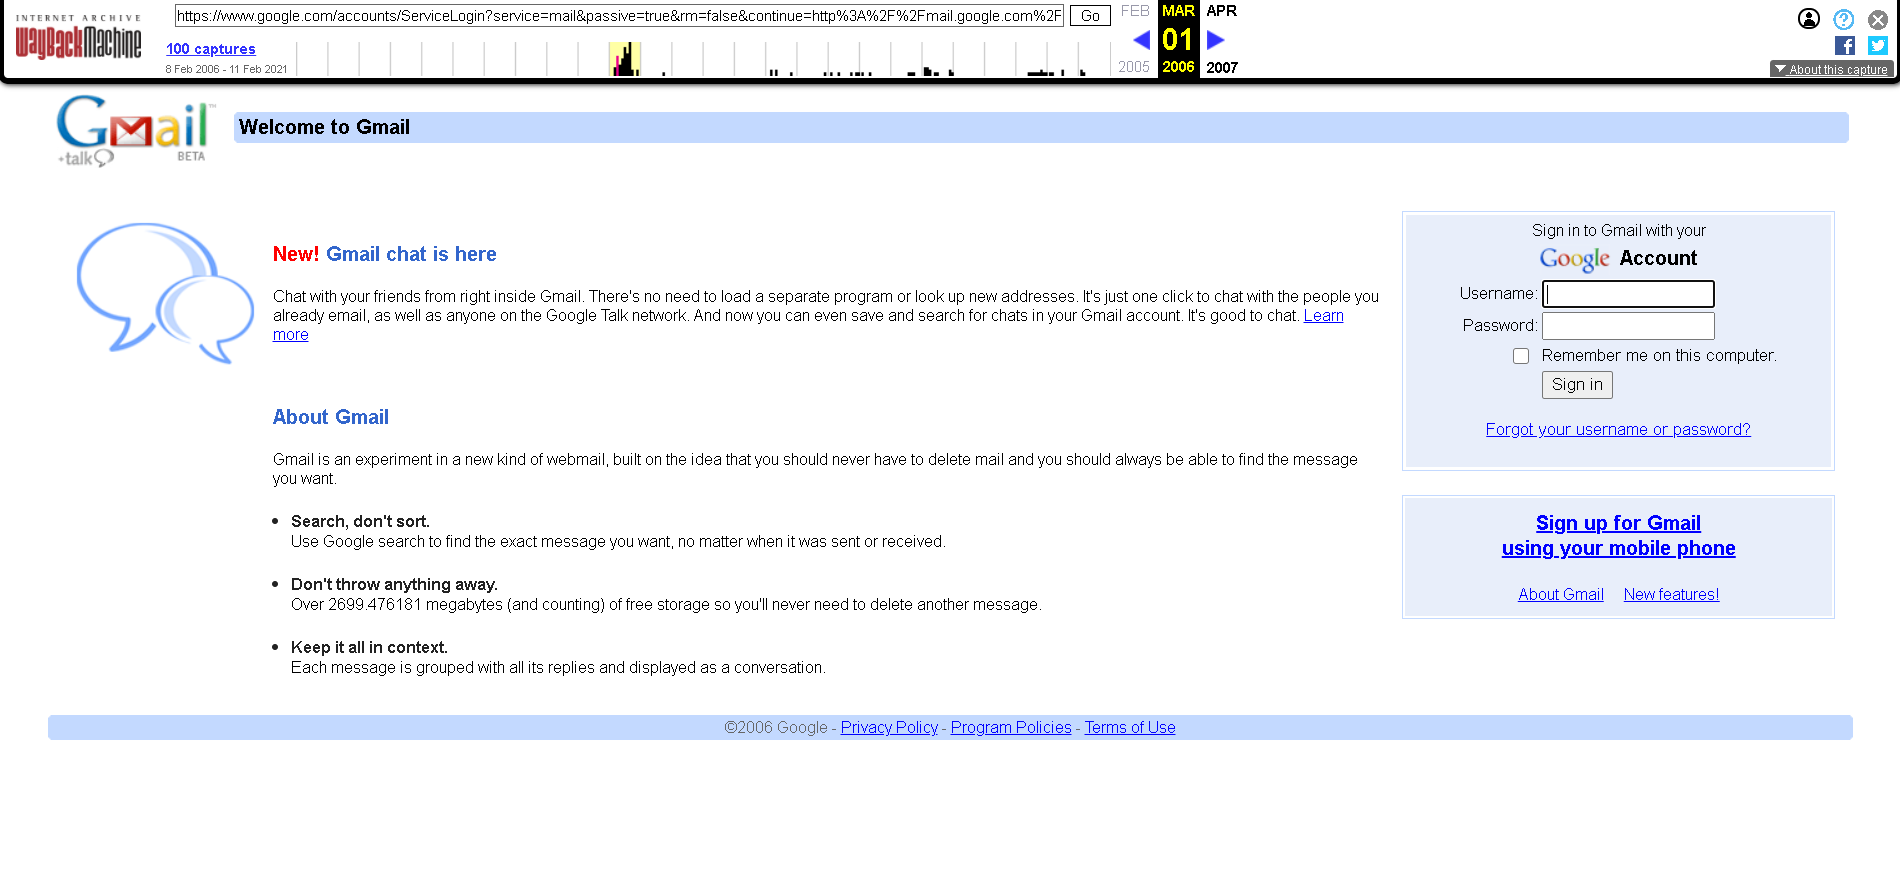 INTERNET ARCHIVE
WayBackMachine
https://www.google.com/accounts/ServiceLogin?service=mail&passive=true&rm=false&continue=http%3A%2F%2Fmail.google.com%2F
Go
FEB MAR APR
100 captures
01
8 Feb 2006 - 11 Feb 2021
2005 2006 2007
About this capture
Gmail™
+talk BETA
Welcome to Gmail
New! Gmail chat is here
Chat with your friends from right inside Gmail. There's no need to load a separate program or look up new addresses. It's just one click to chat with the people you
already email, as well as anyone on the Google Talk network. And now you can even save and search for chats in your Gmail account. It's good to chat. Learn
more
About Gmail
Gmail is an experiment in a new kind of webmail, built on the idea that you should never have to delete mail and you should always be able to find the message
you want.
Search, don't sort.
Use Google search to find the exact message you want, no matter when it was sent or received.
Don't throw anything away.
Over 2699.476181 megabytes (and counting) of free storage so you'll never need to delete another message.
Keep it all in context.
Each message is grouped with all its replies and displayed as a conversation.
Sign in to Gmail with your
Google Account
Username:
Password:
Remember me on this computer.
Sign in
Forgot your username or password?
Sign up for Gmail
using your mobile phone
About Gmail New features!
©2006 Google - Privacy Policy - Program Policies - Terms of Use